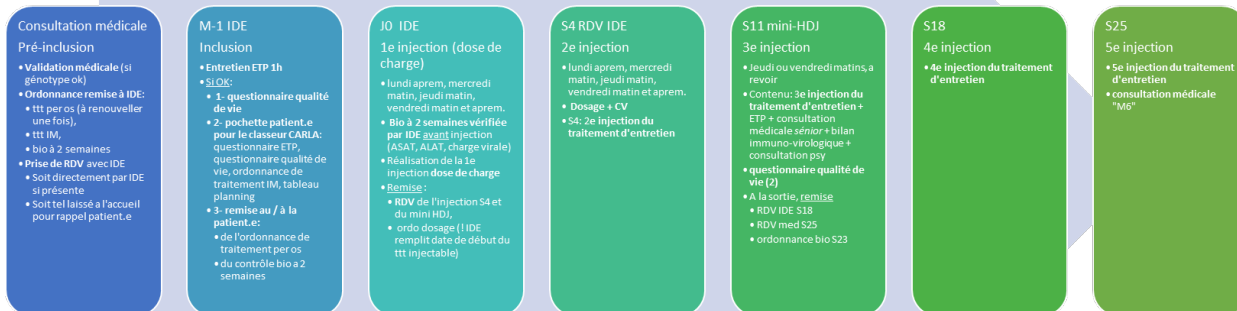 Consultation médicale
Pré-inclusion
•Validation médicale (si
génotype ok)
•Ordonnance remise à IDE:
•ttt per os (à renouveller
une fois),
•ttt IM,
•bio à 2 semaines
•Prise de RDV avec IDE
•Soit directement par IDE
si présente
•Soit tel laissé a l'accueil
pour rappel patient.e
M-1 IDE
Inclusion
•Entretien ETP 1h
•Si OK:
• 1- questionnaire qualité
de vie
•2- pochette patient.e
pour le classeur CARLA:
questionnaire ETP,
questionnaire qualité de
vie, ordonnance de
traitement IM, tableau
planning
•3- remise au / à la
patient.e:
•de l'ordonnance de
traitement per os
•du contrôle bio a 2
semaines
J0 IDE
1e injection (dose de
charge)
•lundi aprem, mercredi
matin, jeudi matin,
vendredi matin et aprem.
•Bio à 2 semaines vérifiée
par IDE avant injection
(ASAT, ALAT, charge virale)
•Réalisation de la 1e
injection dose de charge
•Remise :
•RDV de l'injection S4 et
du mini HDJ,
• ordo dosage (! IDE
remplit date de début du
ttt injectable)
S4 RDV IDE
2e injection
•lundi aprem, mercredi
matin, jeudi matin,
vendredi matin et aprem.
• Dosage + CV
•S4: 2e injection du
traitement d'entretien
S11 mini-HDJ
3e injection
•Jeudi ou vendredi matins, a
revoir
•Contenu: 3e injection du
traitement d'entretien +
ETP + consultation
médicale sénior + bilan
immuno-virologique +
consultation psy
•questionnaire qualité de
vie (2)
•A la sortie, remise
•RDV IDE S18
•RDV med S25
•ordonnance bio S23
S18
4e injection
•4e injection du traitement
d'entretien
S25
5e injection
•5e injection du traitement
d'entretien
•consultation médicale
"M6"